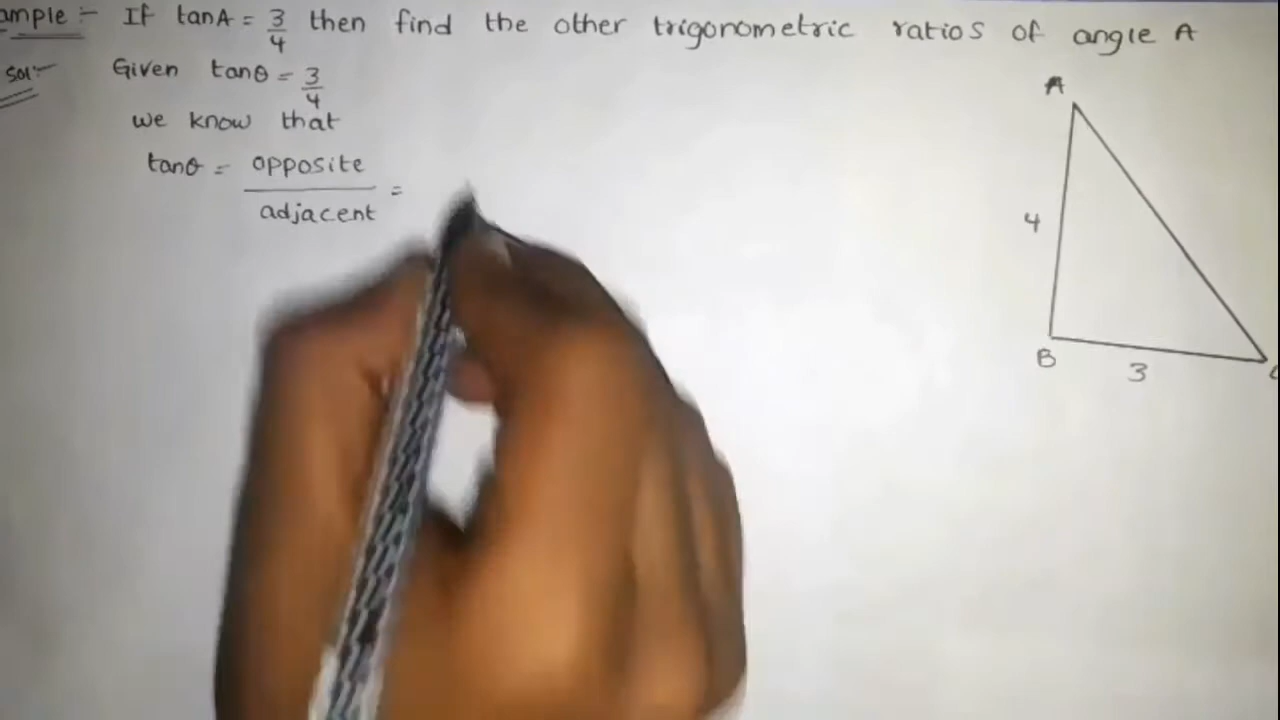 ample :- If tanA = 3/4 then find the other trigonometric ratios of angle A
Sol:- Given tanθ = 3/4
we know that
tanθ = opposite/adjacent =
A
4
B
3